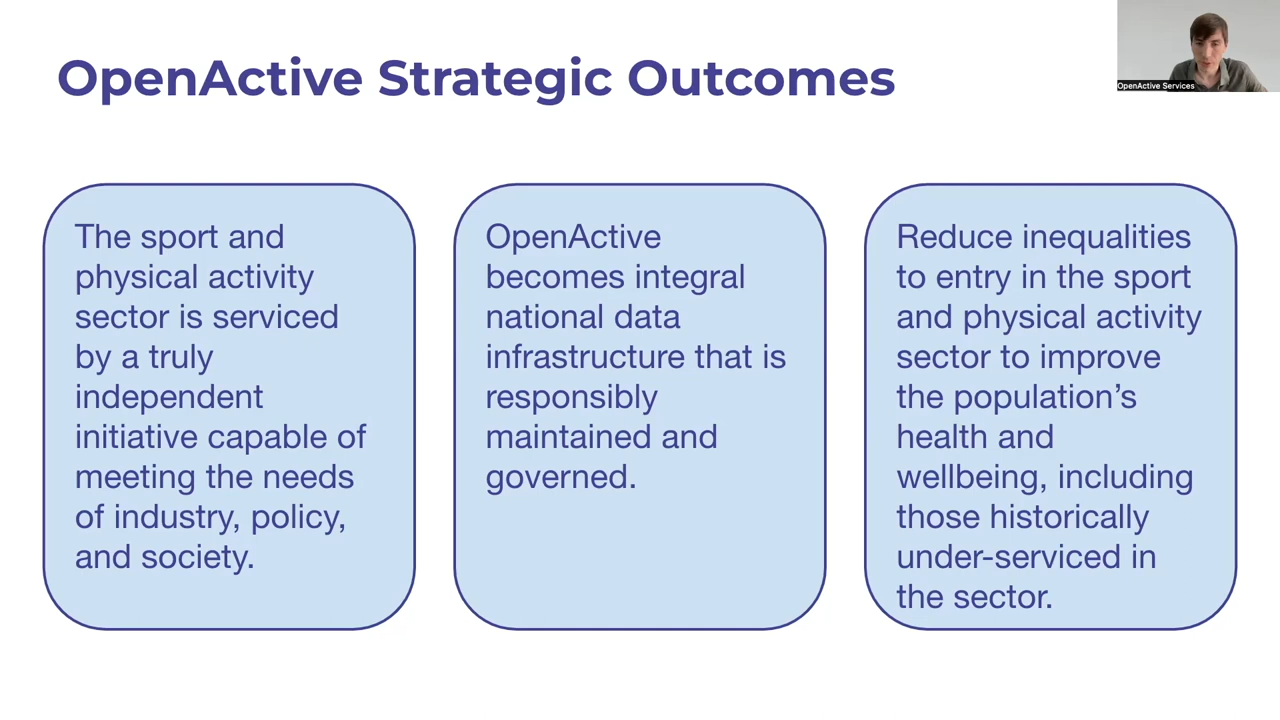 OpenActive Strategic Outcomes
OpenActive Services
The sport and
physical activity
sector is serviced
by a truly
independent
initiative capable of
meeting the needs
of industry, policy,
and society.
OpenActive
becomes integral
national data
infrastructure that is
responsibly
maintained and
governed.
Reduce inequalities
to entry in the sport
and physical activity
sector to improve
the population’s
health and
wellbeing, including
those historically
under-serviced in
the sector.